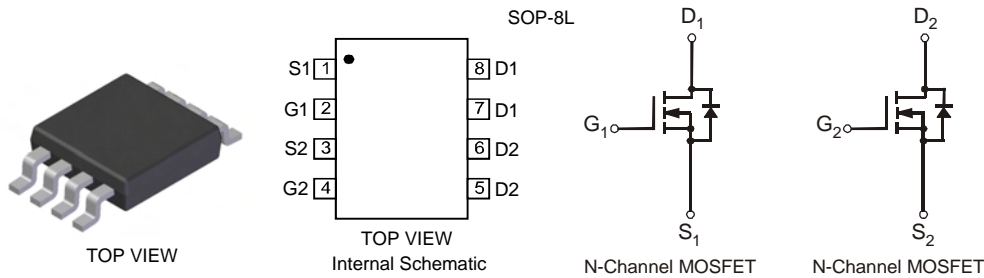 SOP-8L
S1 1 8 D1
G1 2 7 D1
S2 3 6 D2
G2 4 5 D2
TOP VIEW
TOP VIEW
Internal Schematic
D1
G1
S1
N-Channel MOSFET
D2
G2
S2
N-Channel MOSFET